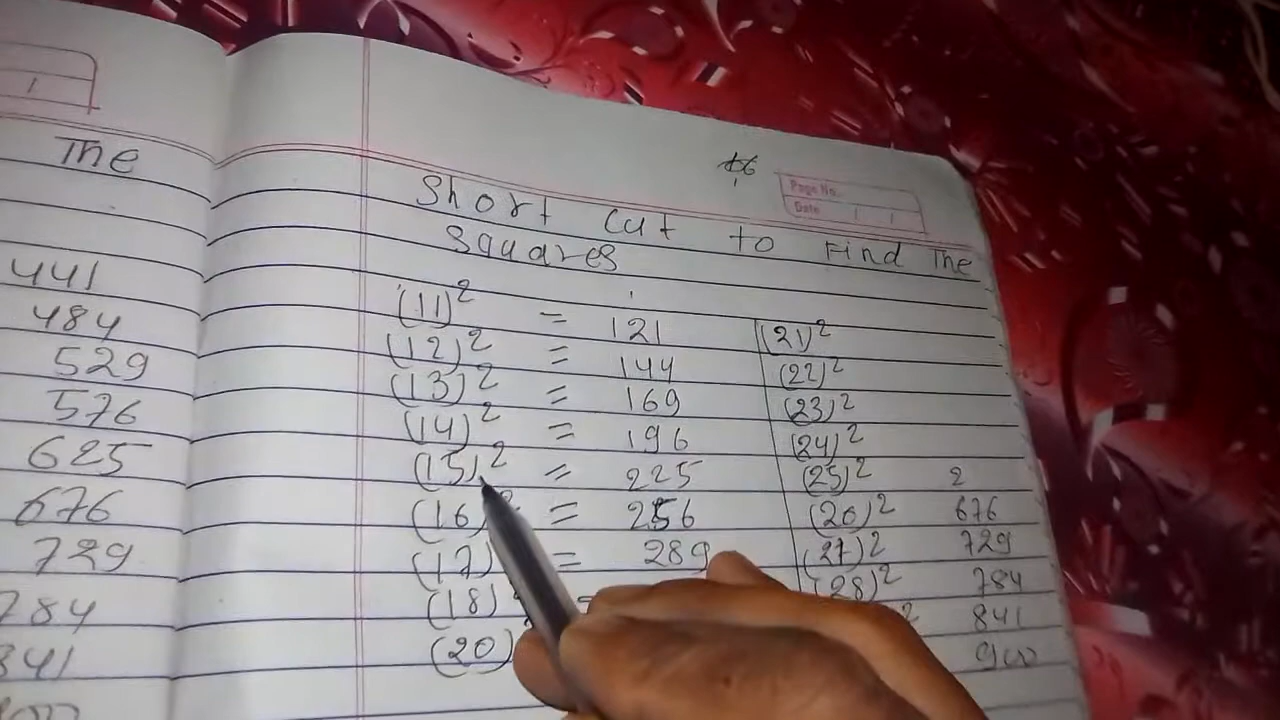 The
441
484
529
576
625
676
729
784
841
Page No.
Date
Short Cut to Find The
Squares
(11)² = 121 (21)²
(12)² = 144 (22)²
(13)² = 169 (23)²
(14)² = 196 (24)²
(15)² = 225 (25)² 2
(16)² = 256 (26)² 676
(17) = 289 (27)² 729
(18) (28)² 784
(20) ² 841
900